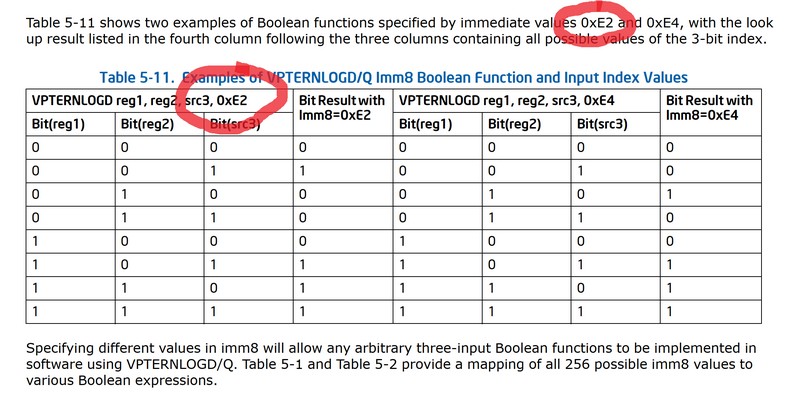 Table 5-11 shows two examples of Boolean functions specified by immediate values 0xE2 and 0xE4, with the look
up result listed in the fourth column following the three columns containing all possible values of the 3-bit index.
Table 5-11. Examples of VPTERNLOGD/Q Imm8 Boolean Function and Input Index Values
VPTERNLOGD reg1, reg2, src3, 0xE2 Bit Result with Imm8=0xE2 VPTERNLOGD reg1, reg2, src3, 0xE4 Bit Result with Imm8=0xE4
Bit(reg1) Bit(reg2) Bit(src3) Bit(reg1) Bit(reg2) Bit(src3)
0 0 0 0 0 0 0 0
0 0 1 1 0 0 1 0
0 1 0 0 0 1 0 1
0 1 1 0 0 1 1 0
1 0 0 0 1 0 0 0
1 0 1 1 1 0 1 1
1 1 0 1 1 1 0 1
1 1 1 1 1 1 1 1
Specifying different values in imm8 will allow any arbitrary three-input Boolean functions to be implemented in
software using VPTERNLOGD/Q. Table 5-1 and Table 5-2 provide a mapping of all 256 possible imm8 values to
various Boolean expressions.